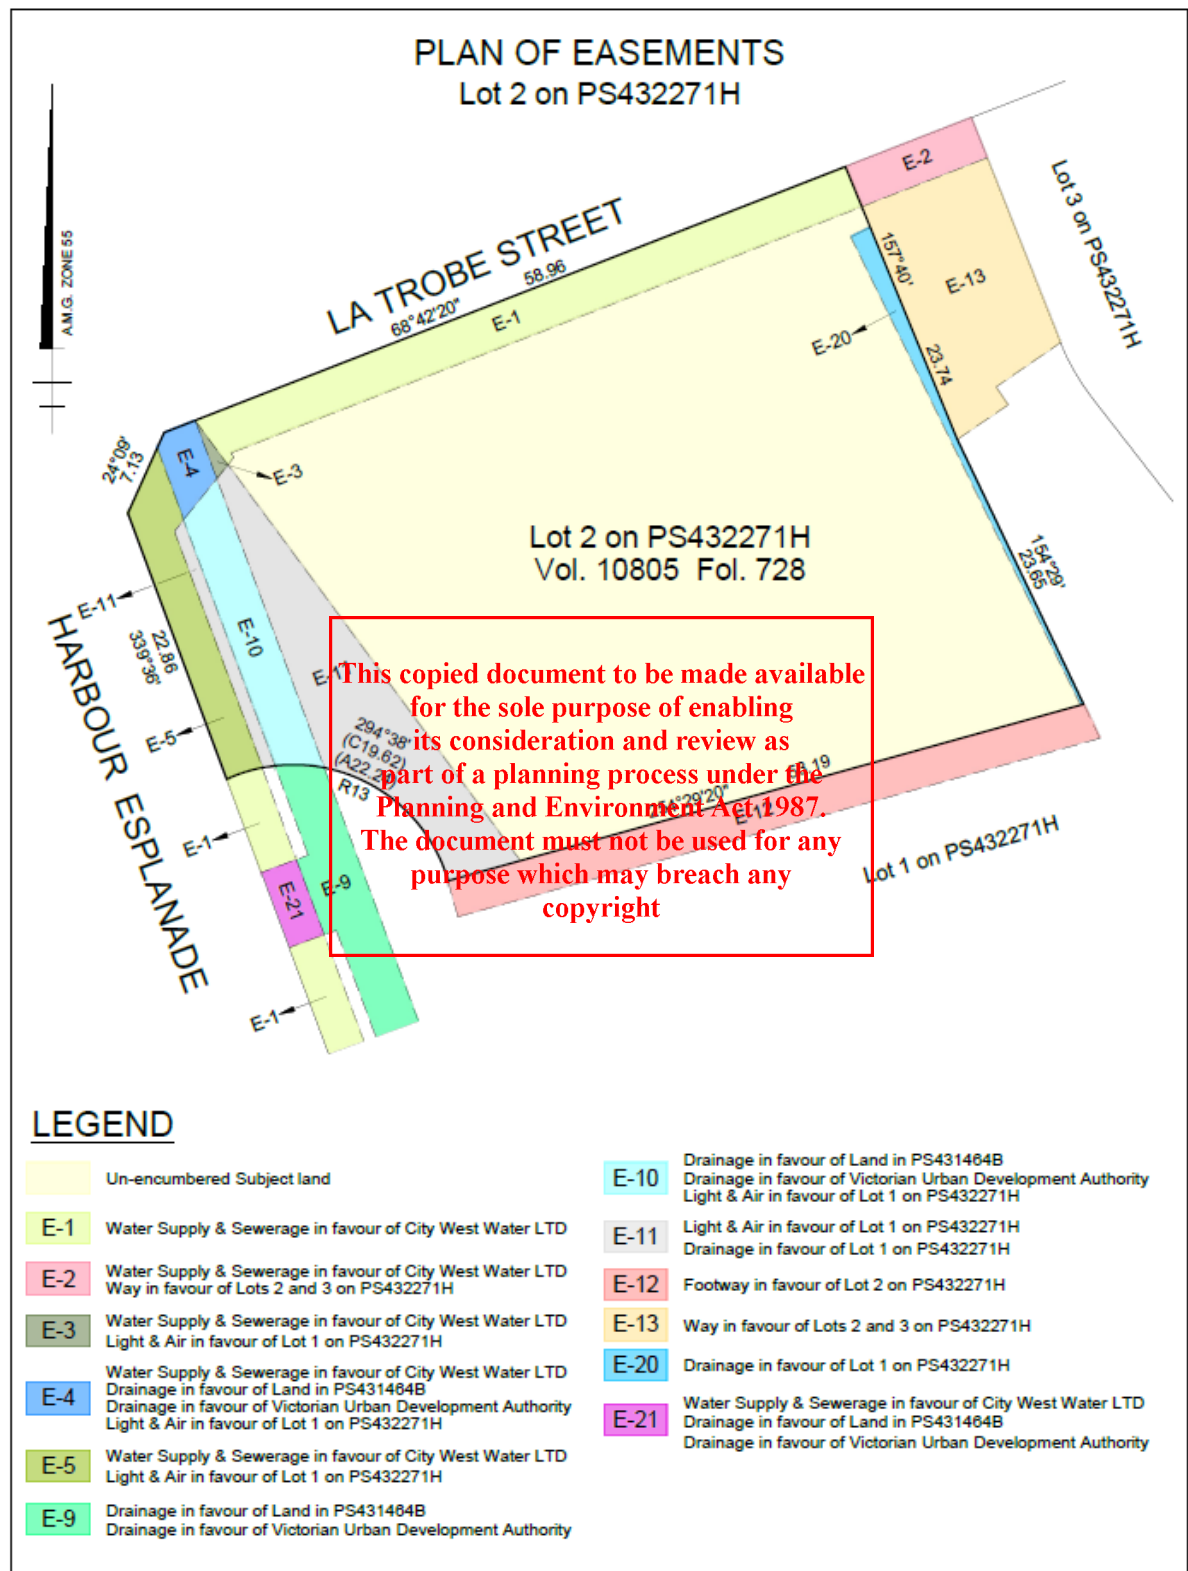 PLAN OF EASEMENTS
Lot 2 on PS432271H
A.M.G. ZONE 55
LA TROBE STREET
68°42'20"
58.96
E-1
E-2
Lot 3 on PS432271H
157°40'
E-13
E-20
23.74
24°09'
7.13
E-4
E-3
Lot 2 on PS432271H
Vol. 10805 Fol. 728
154°29'
23.65
E-11
HARBOUR ESPLANADE
22.86
339°36'
E-10
E-5
294°38'
(C19.62)
R13
This copied document to be made available
for the sole purpose of enabling
its consideration and review as
part of a planning process under the
Planning and Environment Act 1987.
The document must not be used for any
purpose which may breach any
copyright
Lot 1 on PS432271H
E-1
E-9
E-21
E-1
LEGEND
Un-encumbered Subject land
E-1 Water Supply & Sewerage in favour of City West Water LTD
E-2 Water Supply & Sewerage in favour of City West Water LTD
Way in favour of Lots 2 and 3 on PS432271H
E-3 Water Supply & Sewerage in favour of City West Water LTD
Light & Air in favour of Lot 1 on PS432271H
E-4 Water Supply & Sewerage in favour of City West Water LTD
Drainage in favour of Land in PS431464B
Drainage in favour of Victorian Urban Development Authority
Light & Air in favour of Lot 1 on PS432271H
E-5 Water Supply & Sewerage in favour of City West Water LTD
Light & Air in favour of Lot 1 on PS432271H
E-9 Drainage in favour of Land in PS431464B
Drainage in favour of Victorian Urban Development Authority
E-10 Drainage in favour of Land in PS431464B
Drainage in favour of Victorian Urban Development Authority
Light & Air in favour of Lot 1 on PS432271H
E-11 Light & Air in favour of Lot 1 on PS432271H
Drainage in favour of Lot 1 on PS432271H
E-12 Footway in favour of Lot 2 on PS432271H
E-13 Way in favour of Lots 2 and 3 on PS432271H
E-20 Drainage in favour of Lot 1 on PS432271H
E-21 Water Supply & Sewerage in favour of City West Water LTD
Drainage in favour of Land in PS431464B
Drainage in favour of Victorian Urban Development Authority